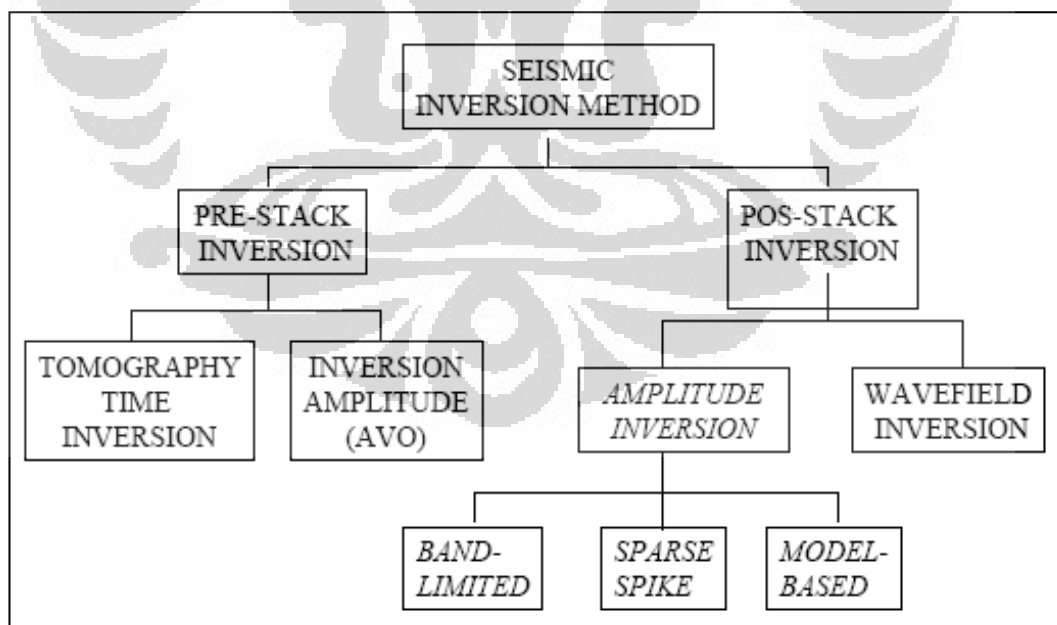 SEISMIC
INVERSION METHOD
PRE-STACK
INVERSION
POS-STACK
INVERSION
TOMOGRAPHY
TIME
INVERSION
INVERSION
AMPLITUDE
(AVO)
AMPLITUDE
INVERSION
WAVEFIELD
INVERSION
BAND-
LIMITED
SPARSE
SPIKE
MODEL-
BASED